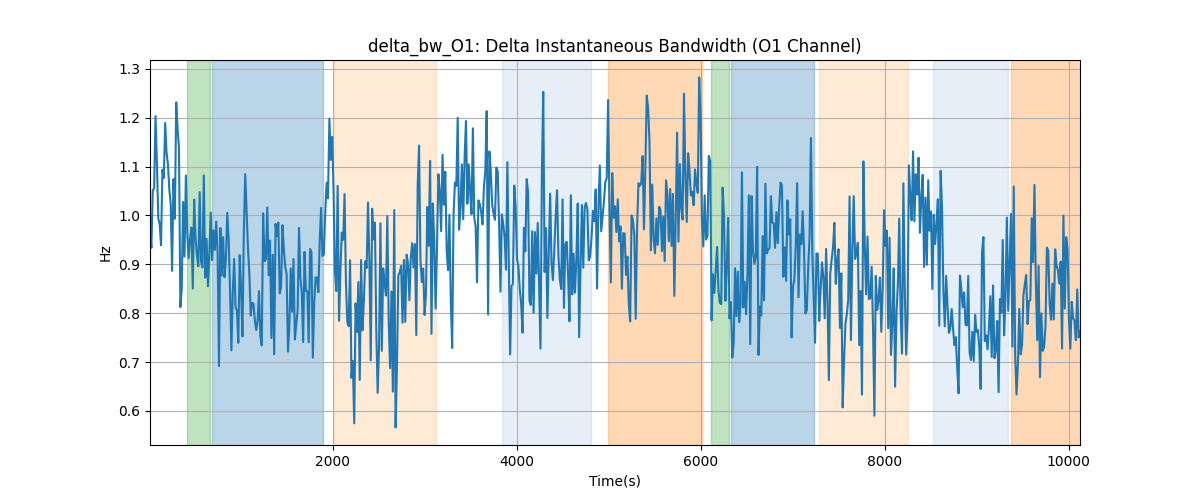 delta_bw_O1: Delta Instantaneous Bandwidth (O1 Channel)
1.3
1.2
1.1
1.0
0.9
0.8
0.7
0.6
Hz
2000 4000 6000 8000 10000
Time(s)